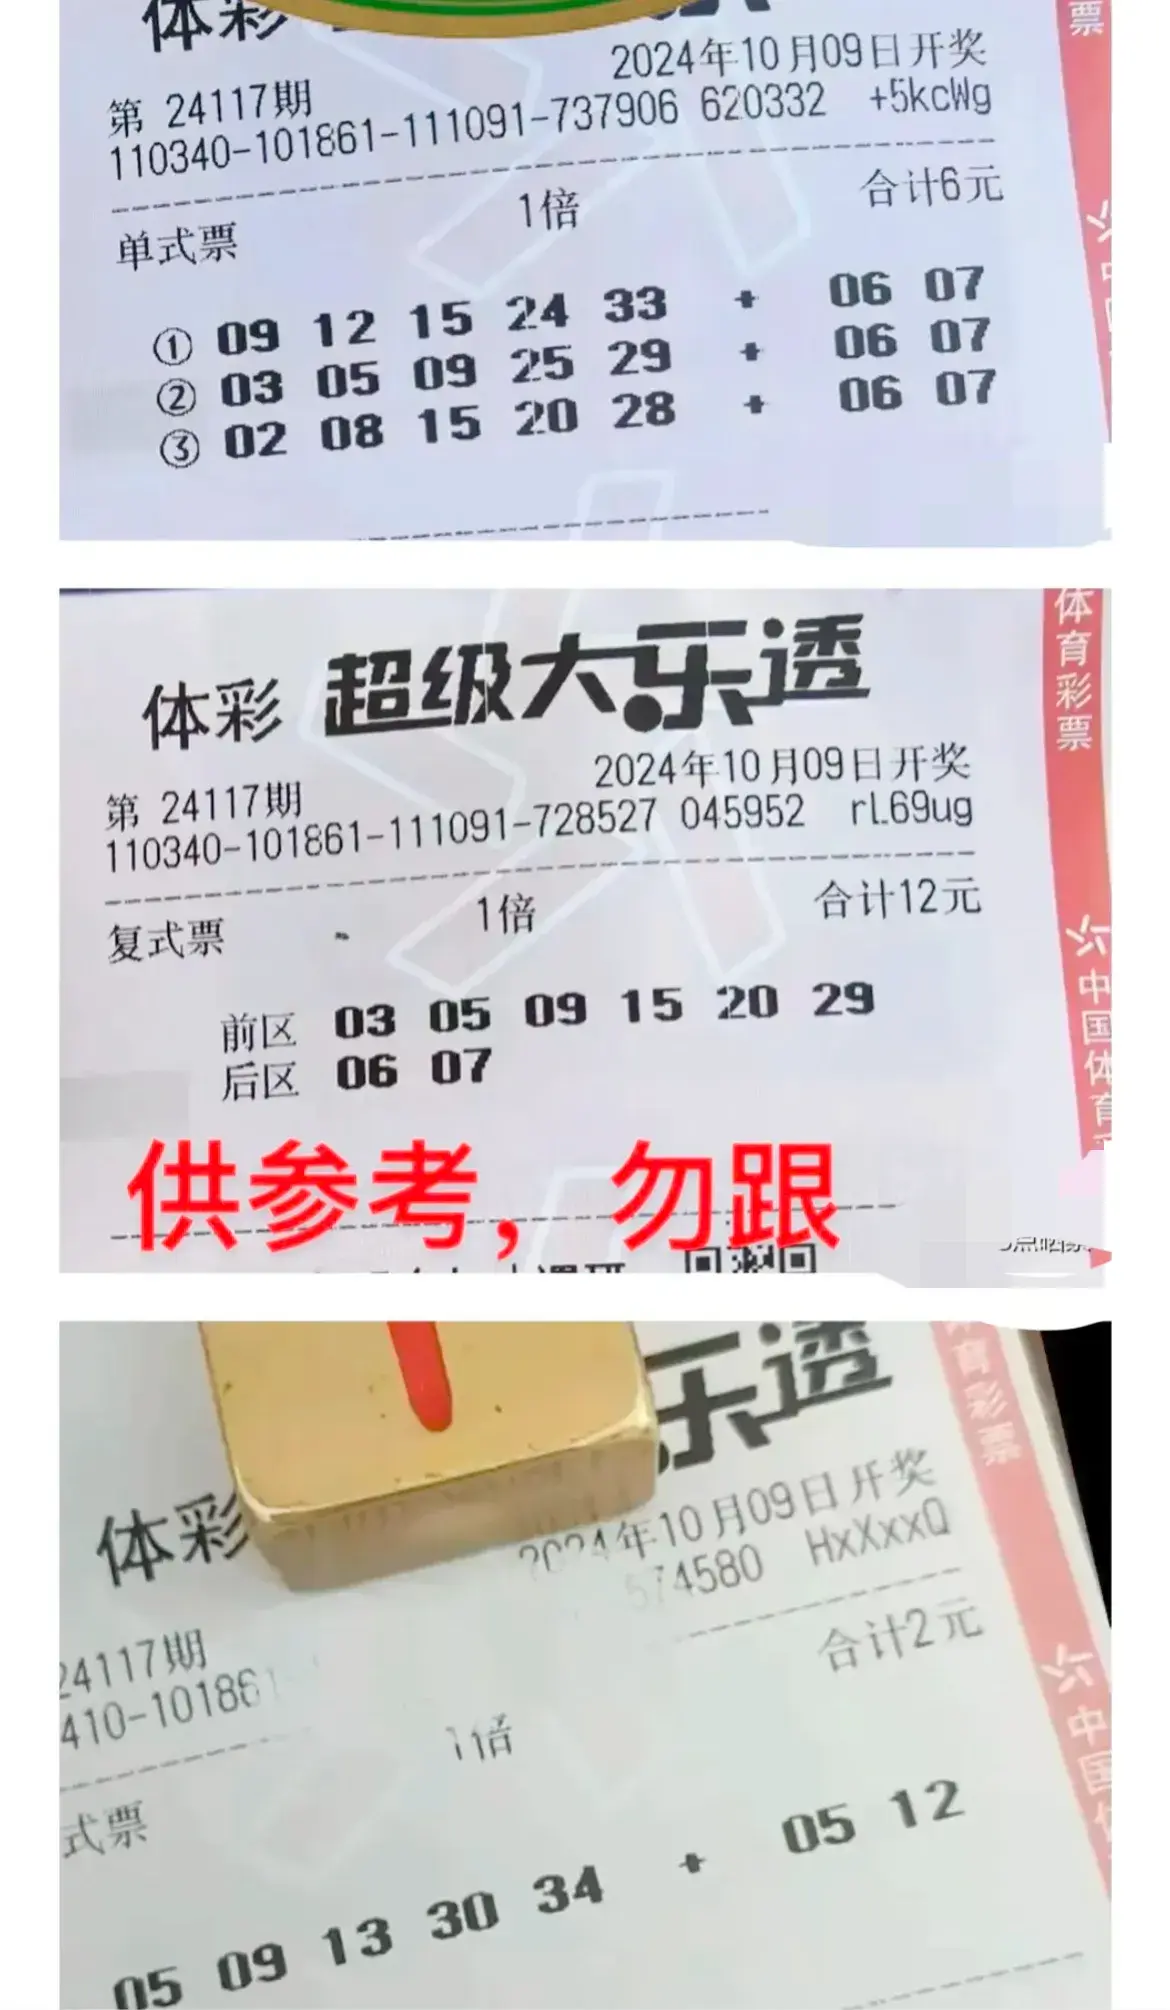 体彩
票
2024年10月09日开奖
第 24117期
110340-101861-111091-737906 620332 +5kcWg
单式票 1倍 合计6元
① 09 12 15 24 33 + 06 07
② 03 05 09 25 29 + 06 07
③ 02 08 15 20 28 + 06 07
体彩 超级大乐透
体育彩票
2024年10月09日开奖
第 24117期
110340-101861-111091-728527 045952 rL69ug
复式票 1倍 合计12元
前区 03 05 09 15 20 29
后区 06 07
中国体育
供参考,勿跟
体彩 乐透
育彩票
2024年10月09日开奖
24117期
574580 HxXxxQ
410-10186
合计2元
1倍
式票
05 09 13 30 34 + 05 12
中国